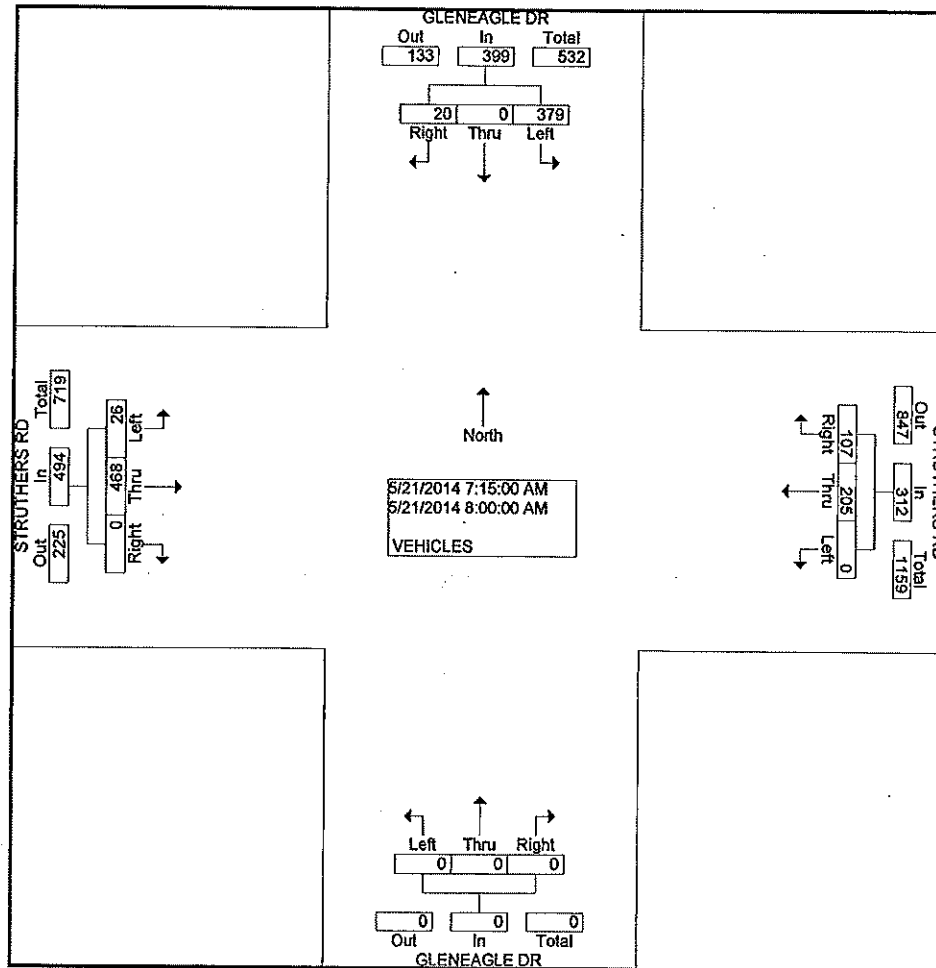 GLENEAGLE DR
Out In Total
133 399 532
20 0 379
Right Thru Left
STRUTHERS RD
Total In Out
719 494 225
26 468 0
Left Thru Right
North
5/21/2014 7:15:00 AM
5/21/2014 8:00:00 AM
VEHICLES
Out In Total
847 312 1159
107 205 0
Right Thru Left
Left Thru Right
0 0 0
0 0 0
Out In Total
GLENEAGLE DR